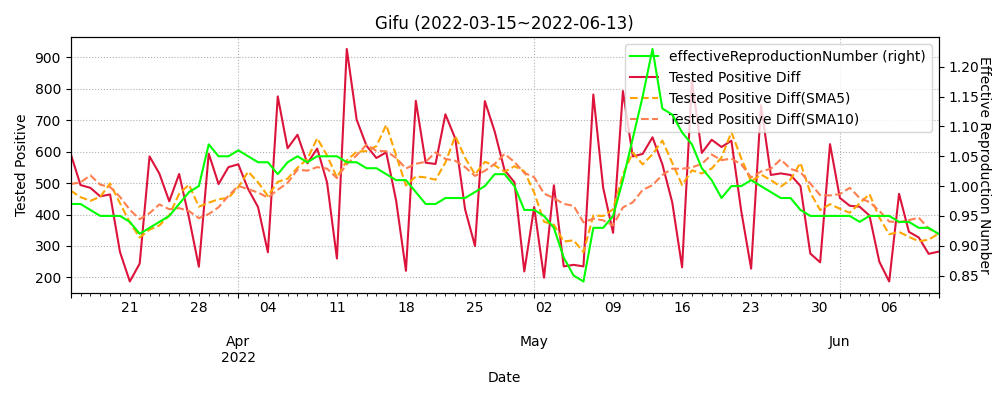 Gifu (2022-03-15~2022-06-13)
effectiveReproductionNumber (right)
Tested Positive Diff
Tested Positive Diff(SMA5)
Tested Positive Diff(SMA10)
Tested Positive
900
800
700
600
500
400
300
200
Effective Reproduction Number
1.20
1.15
1.10
1.05
1.00
0.95
0.90
0.85
21 28 04 11 18 25 02 09 16 23 30 06
Apr May Jun
2022
Date